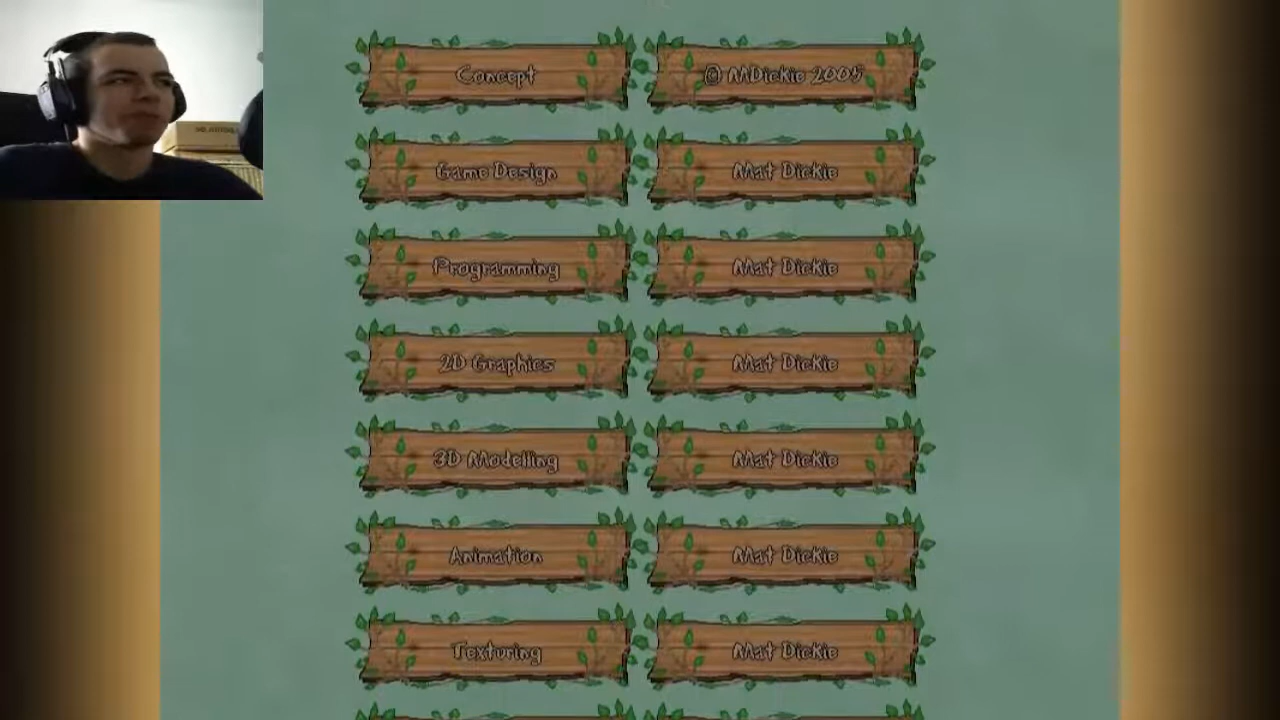 Concept
© MDickie 2005
Game Design
Mat Dickie
Programming
Mat Dickie
2D Graphics
Mat Dickie
3D Modelling
Mat Dickie
Animation
Mat Dickie
Texturing
Mat Dickie